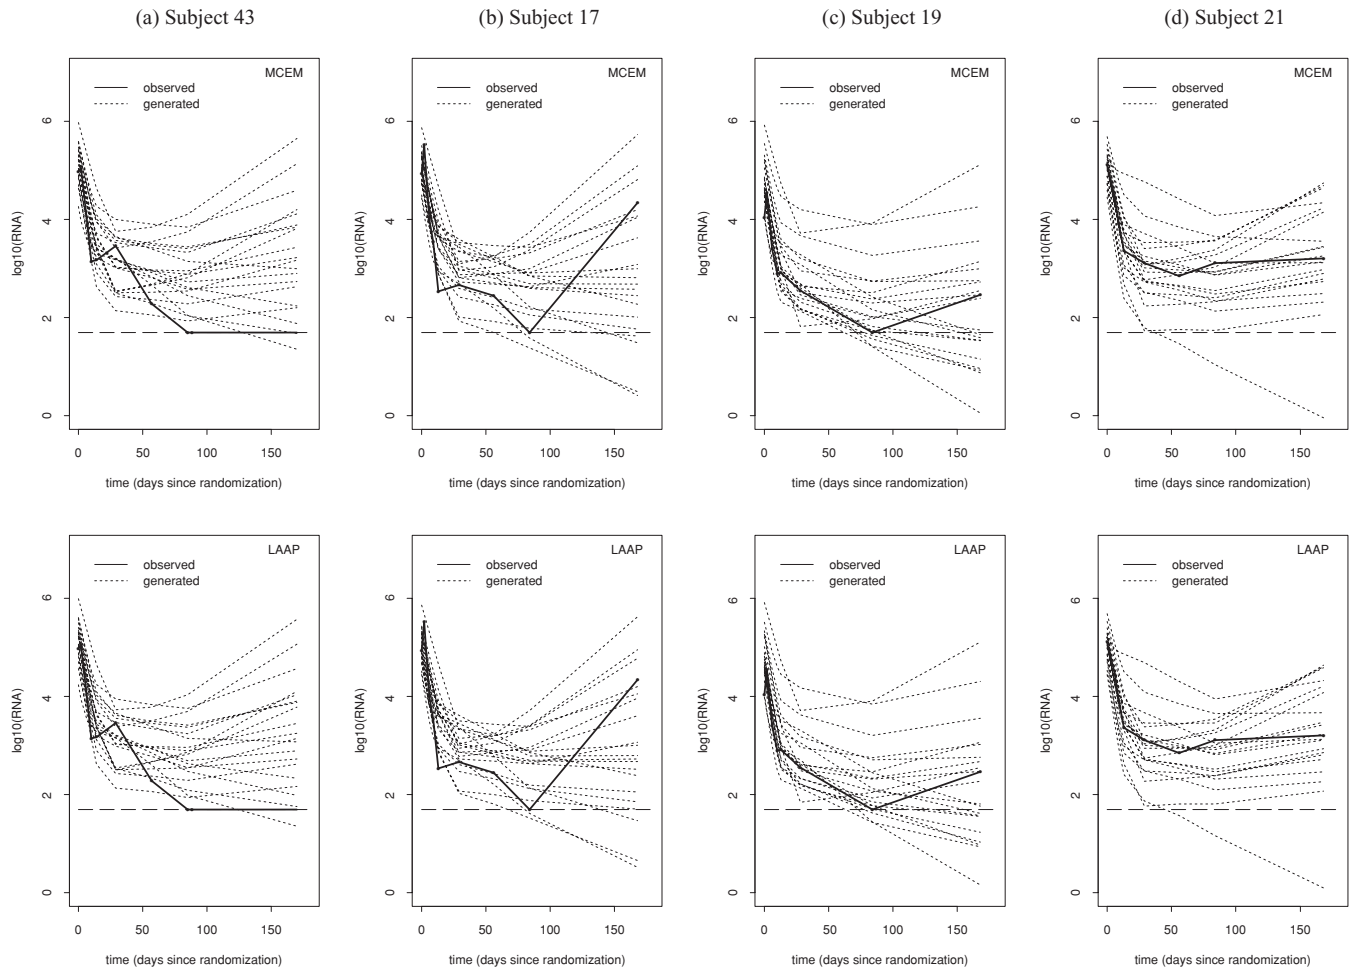 (a) Subject 43
(b) Subject 17
(c) Subject 19
(d) Subject 21
MCEM
observed
generated
log10(RNA)
6
4
2
0
0 50 100 150
time (days since randomization)
MCEM
observed
generated
log10(RNA)
6
4
2
0
0 50 100 150
time (days since randomization)
MCEM
observed
generated
log10(RNA)
6
4
2
0
0 50 100 150
time (days since randomization)
MCEM
observed
generated
log10(RNA)
6
4
2
0
0 50 100 150
time (days since randomization)
LAAP
observed
generated
log10(RNA)
6
4
2
0
0 50 100 150
time (days since randomization)
LAAP
observed
generated
log10(RNA)
6
4
2
0
0 50 100 150
time (days since randomization)
LAAP
observed
generated
log10(RNA)
6
4
2
0
0 50 100 150
time (days since randomization)
LAAP
observed
generated
log10(RNA)
6
4
2
0
0 50 100 150
time (days since randomization)